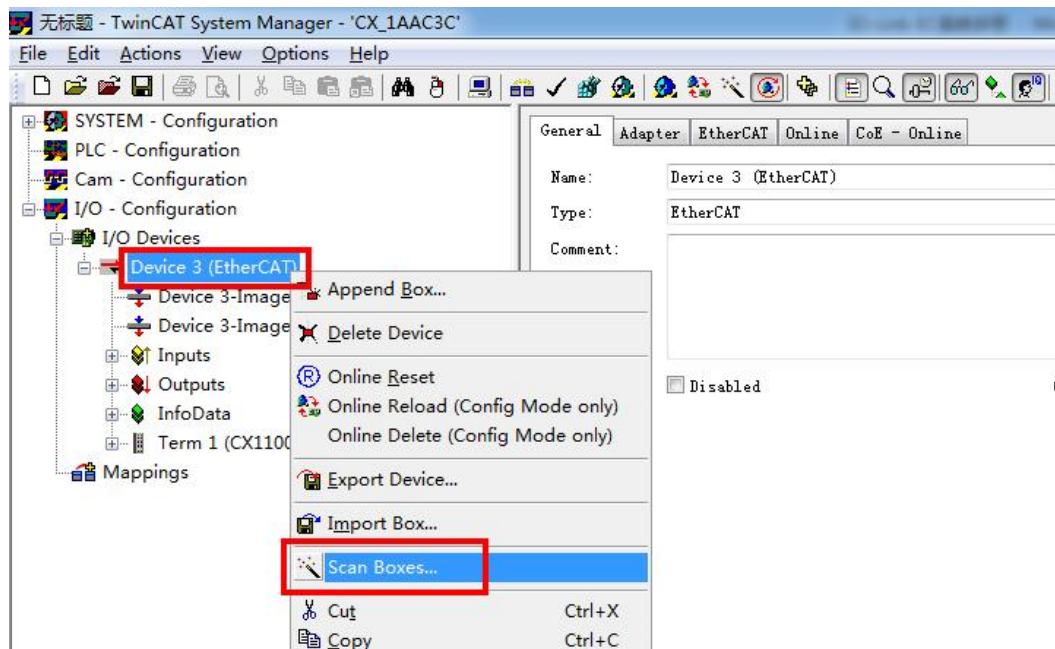 无标题 - TwinCAT System Manager - 'CX_1AAC3C'
File Edit Actions View Options Help
SYSTEM - Configuration
PLC - Configuration
Cam - Configuration
I/O - Configuration
I/O Devices
Device 3 (EtherCAT)
Device 3-Image
Device 3-Image
Inputs
Outputs
InfoData
Term 1 (CX1100
Mappings
Append Box...
Delete Device
Online Reset
Online Reload (Config Mode only)
Online Delete (Config Mode only)
Export Device...
Import Box...
Scan Boxes...
Cut Ctrl+X
Copy Ctrl+C
General Adapter EtherCAT Online CoE - Online
Name: Device 3 (EtherCAT)
Type: EtherCAT
Comment:
Disabled